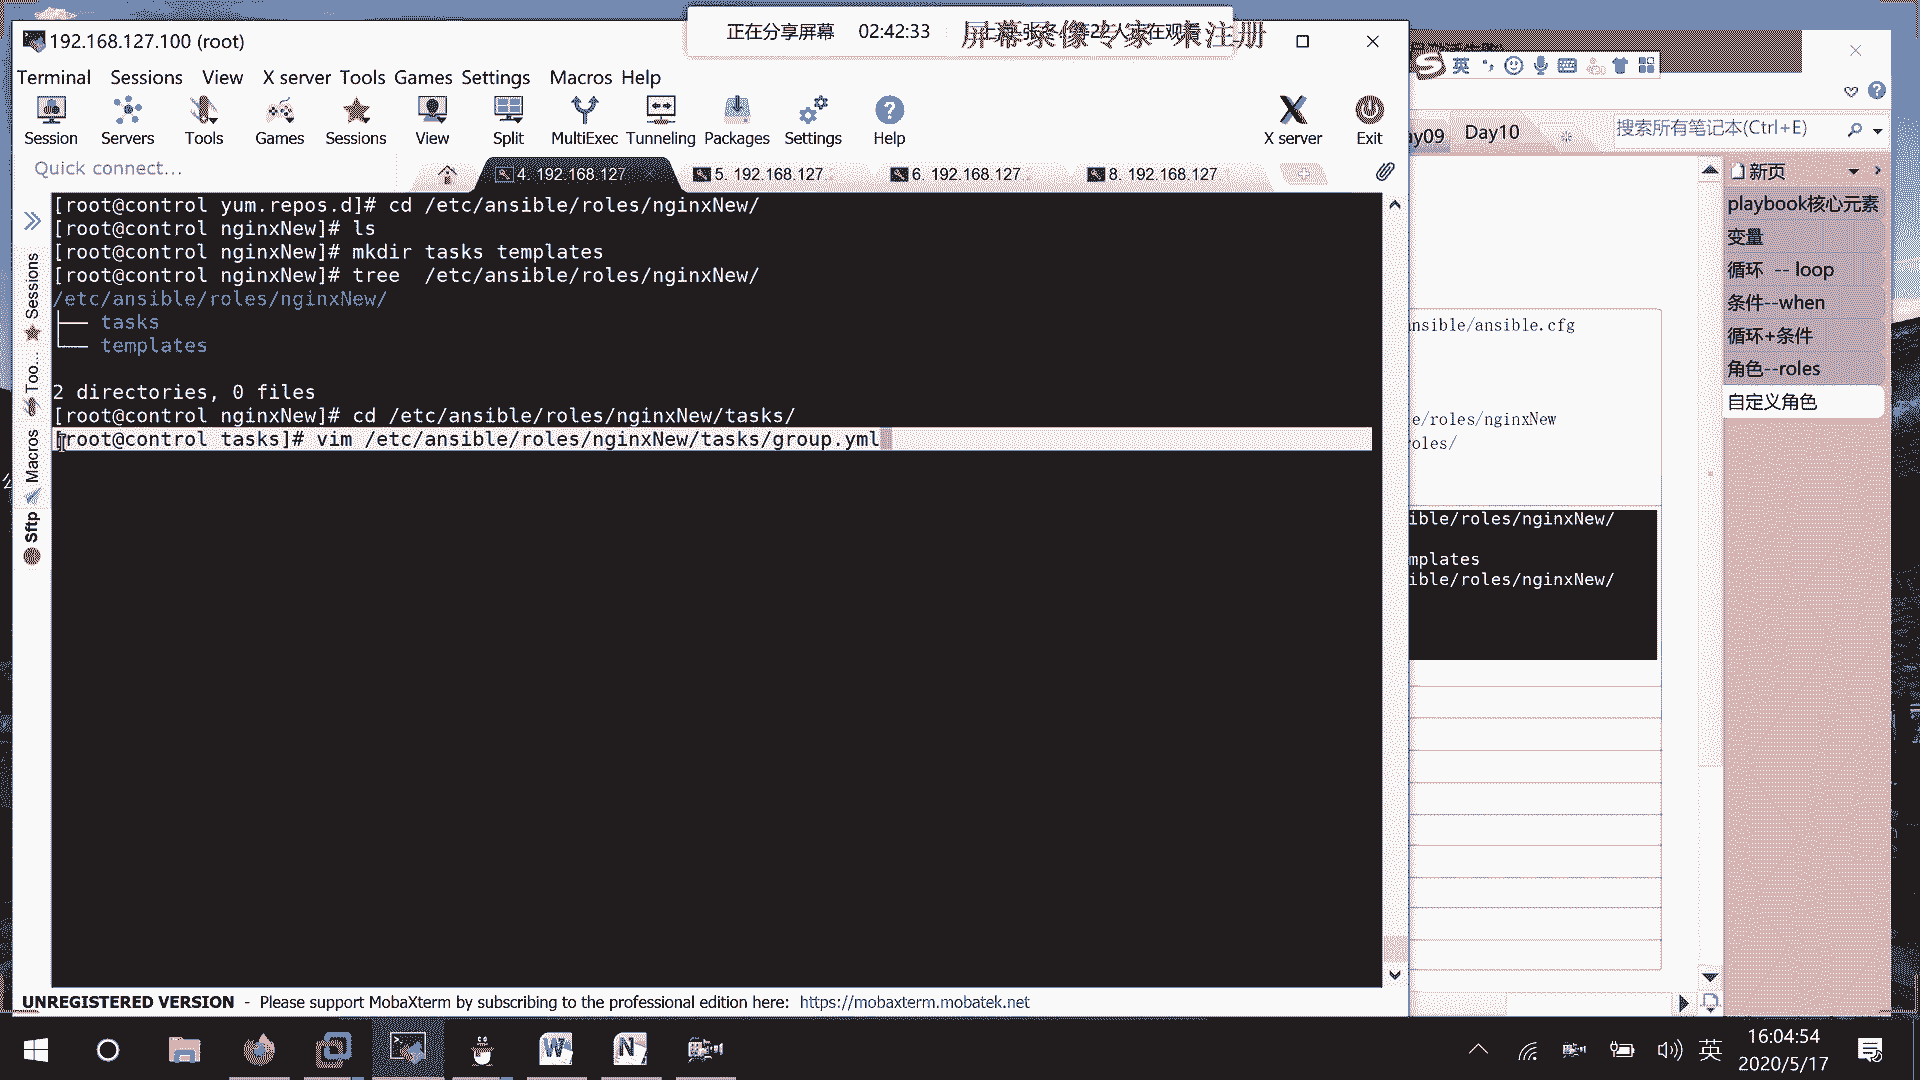 正在分享屏幕 02:42:33
屏幕录像专家 未注册
192.168.127.100 (root)
Terminal Sessions View X server Tools Games Settings Macros Help
Session Servers Tools Games Sessions View Split MultiExec Tunneling Packages Settings Help X server Exit
Quick connect...
4. 192.168.127
5. 192.168.127...
6. 192.168.127...
8. 192.168.127
Sessions
Too...
Macros
Sftp
[root@control yum.repos.d]# cd /etc/ansible/roles/nginxNew/
[root@control nginxNew]# ls
[root@control nginxNew]# mkdir tasks templates
[root@control nginxNew]# tree  /etc/ansible/roles/nginxNew/
/etc/ansible/roles/nginxNew/
├── tasks
└── templates
2 directories, 0 files
[root@control nginxNew]# cd /etc/ansible/roles/nginxNew/tasks/
[root@control tasks]# vim /etc/ansible/roles/nginxNew/tasks/group.yml
UNREGISTERED VERSION - Please support MobaXterm by subscribing to the professional edition here: https://mobaxterm.mobatek.net
英
ay09
Day10
搜索所有笔记本(Ctrl+E)
新页
playbook核心元素
变量
循环 -- loop
条件--when
循环+条件
角色--roles
自定义角色
nsible/ansible.cfg
e/roles/nginxNew
oles/
ible/roles/nginxNew/
mplates
ible/roles/nginxNew/
英
16:04:54
2020/5/17